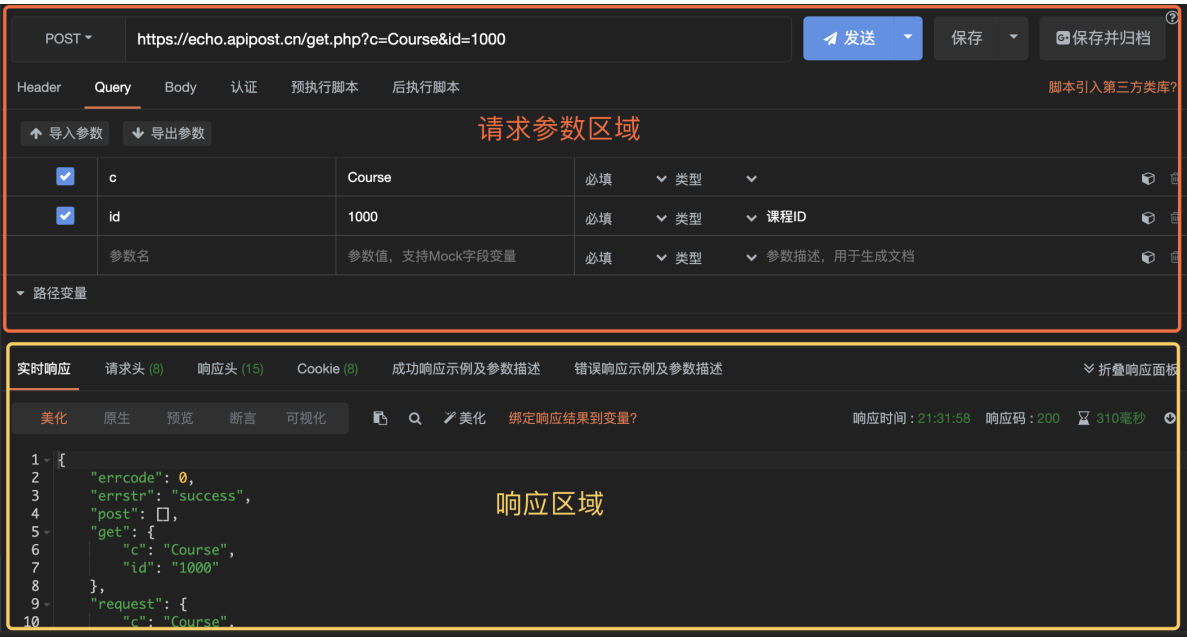 POST https://echo.apipost.cn/get.php?c=Course&id=1000 发送 保存 保存并归档
Header Query Body 认证 预执行脚本 后执行脚本 脚本引入第三方类库?
导入参数 导出参数 请求参数区域
c Course 必填 类型
id 1000 必填 类型 课程ID
参数名 参数值，支持Mock字段变量 必填 类型 参数描述，用于生成文档
路径变量
实时响应 请求头 (8) 响应头 (15) Cookie (8) 成功响应示例及参数描述 错误响应示例及参数描述 折叠响应面板
美化 原生 预览 断言 可视化 美化 绑定响应结果到变量? 响应时间 : 21:31:58 响应码 : 200 310毫秒
1 {
2 "errcode": 0,
3 "errstr": "success",
4 "post": [],
响应区域
5 "get": {
6 "c": "Course",
7 "id": "1000"
8 },
9 "request": {
10 "c": "Course",